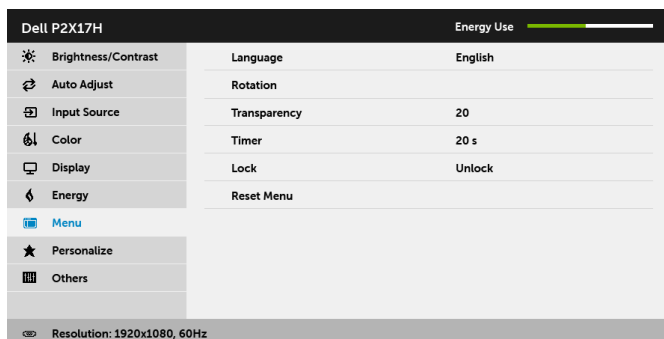 Dell P2X17H Energy Use
Brightness/Contrast Language English
Auto Adjust Rotation
Input Source Transparency 20
Color Timer 20 s
Display Lock Unlock
Energy Reset Menu
Menu
Personalize
Others
Resolution: 1920x1080, 60Hz